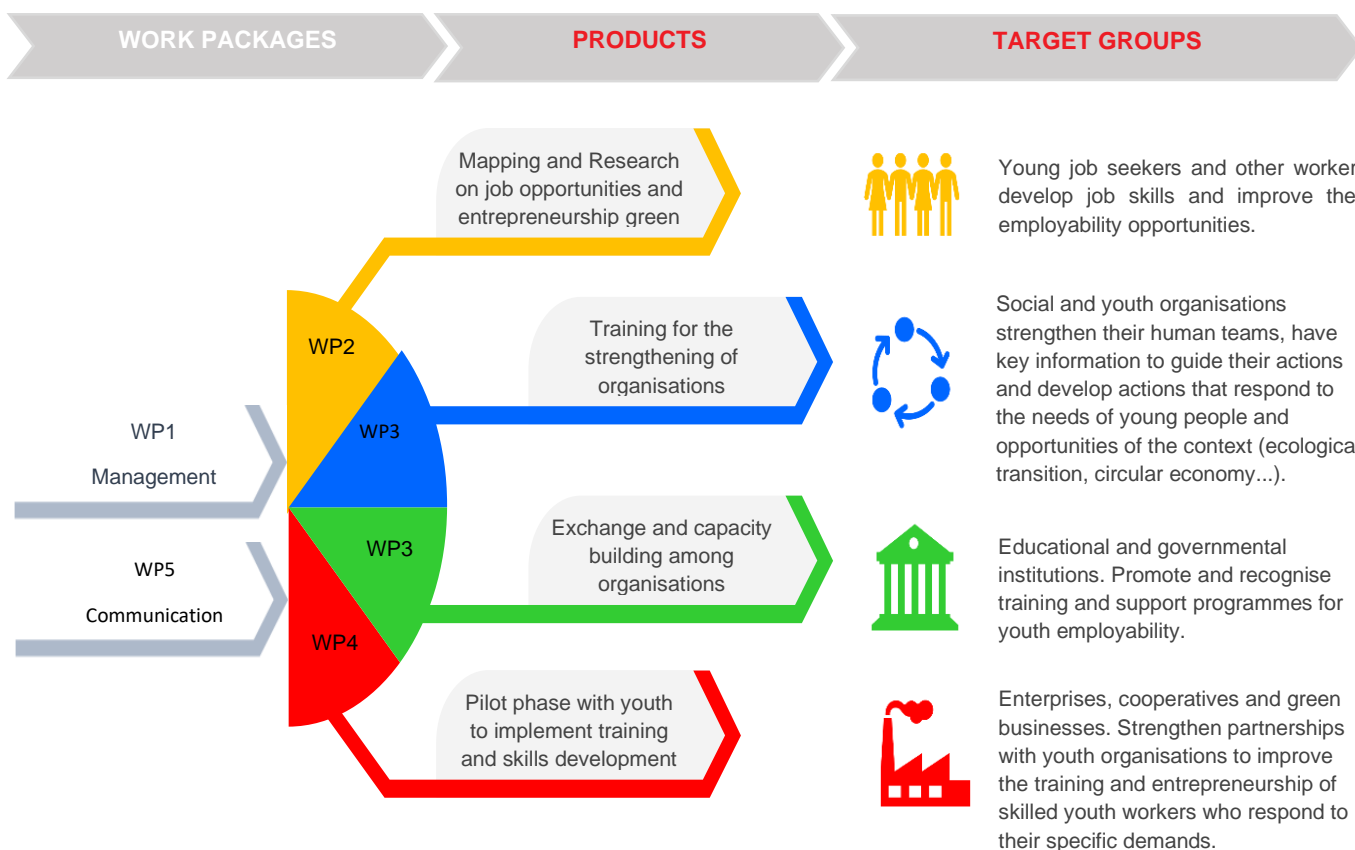 WORK PACKAGES
PRODUCTS
TARGET GROUPS
Mapping and Research
on job opportunities and
entrepreneurship green
Young job seekers and other worker
develop job skills and improve the
employability opportunities.
WP2
Training for the
strengthening of
organisations
Social and youth organisations
strengthen their human teams, have
key information to guide their actions
and develop actions that respond to
the needs of young people and
opportunities of the context (ecologica
transition, circular economy...).
WP3
WP1
Management
WP3
Exchange and capacity
building among
organisations
Educational and governmental
institutions. Promote and recognise
training and support programmes for
youth employability.
WP5
Communication
WP4
Pilot phase with youth
to implement training
and skills development
Enterprises, cooperatives and green
businesses. Strengthen partnerships
with youth organisations to improve
the training and entrepreneurship of
skilled youth workers who respond to
their specific demands.